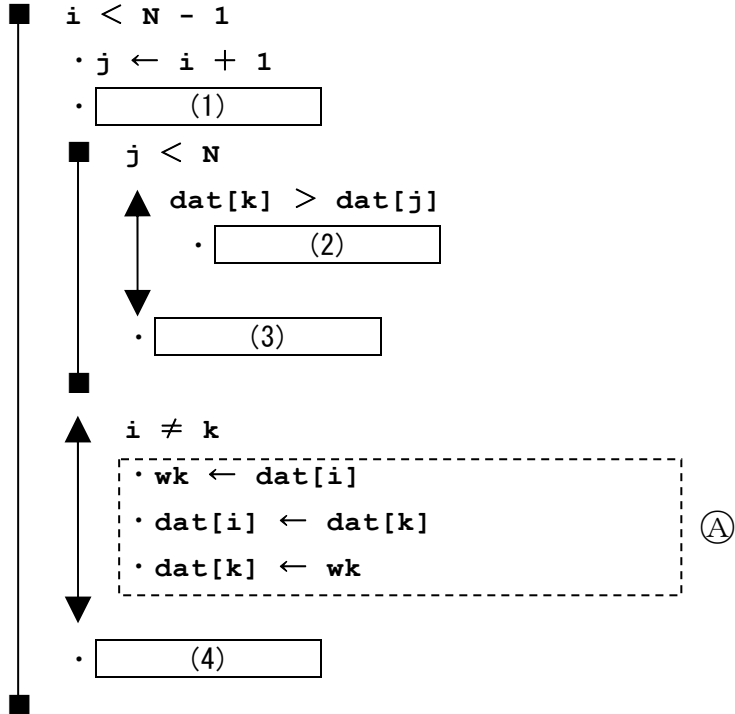 i ＜ N - 1
・j ← i ＋ 1
・ (1)
j ＜ N
dat[k] ＞ dat[j]
・ (2)
・ (3)
i ≠ k
・wk ← dat[i]
・dat[i] ← dat[k]
Ⓐ
・dat[k] ← wk
・ (4)